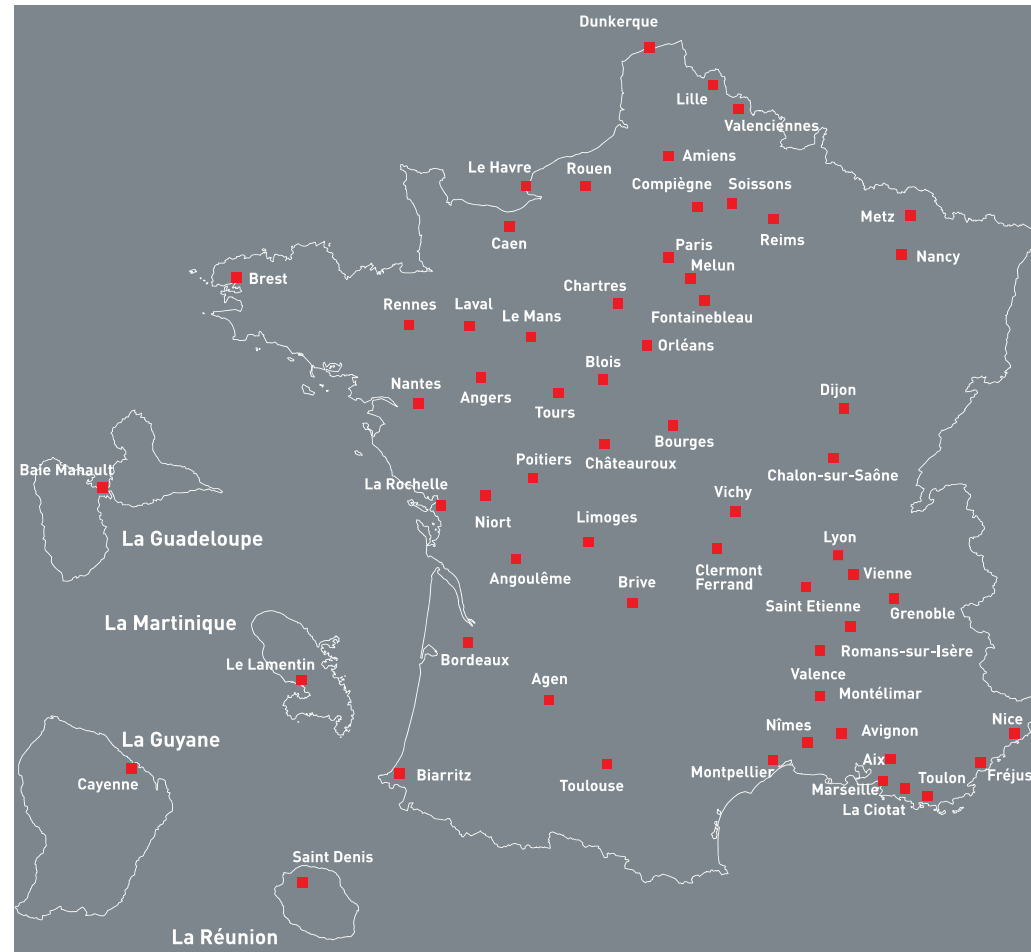 Dunkerque
Lille
Valenciennes
Amiens
Le Havre
Rouen
Compiègne
Soissons
Metz
Reims
Caen
Paris
Nancy
Melun
Brest
Chartres
Rennes
Laval
Le Mans
Fontainebleau
Orléans
Blois
Nantes
Angers
Tours
Dijon
Bourges
Poitiers
Châteauroux
Baie Mahault
La Rochelle
Chalon-sur-Saône
Vichy
Niort
Limoges
La Guadeloupe
Lyon
Angoulême
Clermont
Ferrand
Vienne
Brive
Saint Etienne
Grenoble
La Martinique
Romans-sur-Isère
Le Lamentin
Bordeaux
Valence
Agen
Montélimar
Nîmes
Avignon
Nice
La Guyane
Aix
Cayenne
Biarritz
Toulouse
Montpellier
Marseille
Toulon
Fréjus
La Ciotat
Saint Denis
La Réunion